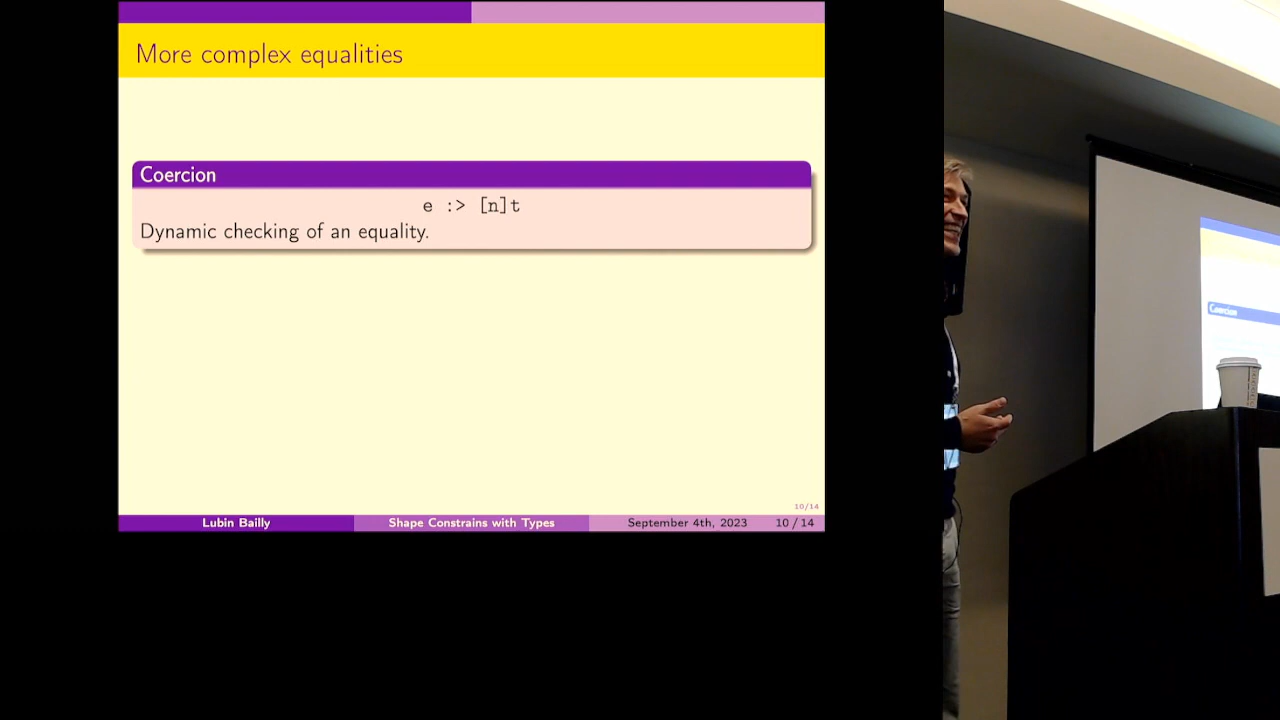 More complex equalities
Coercion
e :> [n]t
Dynamic checking of an equality.
10/14
Lubin Bailly Shape Constrains with Types September 4th, 2023 10 / 14
Coercion